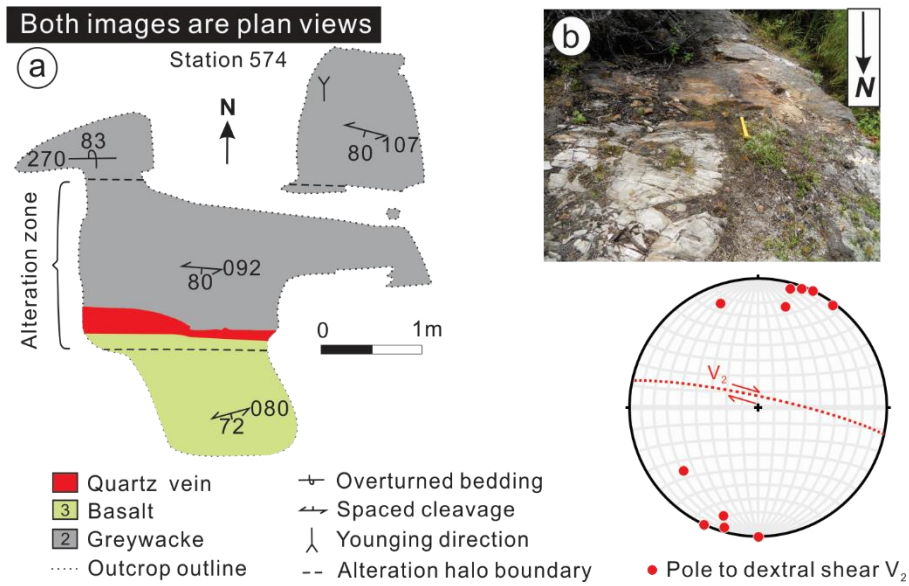 Both images are plan views
a
Station 574
N
83
270
80
107
Alteration zone
80
092
0
1m
72
080
Quartz vein
3 Basalt
2 Greywacke
Outcrop outline
Overturned bedding
Spaced cleavage
Younging direction
Alteration halo boundary
b
N
V2
Pole to dextral shear V2